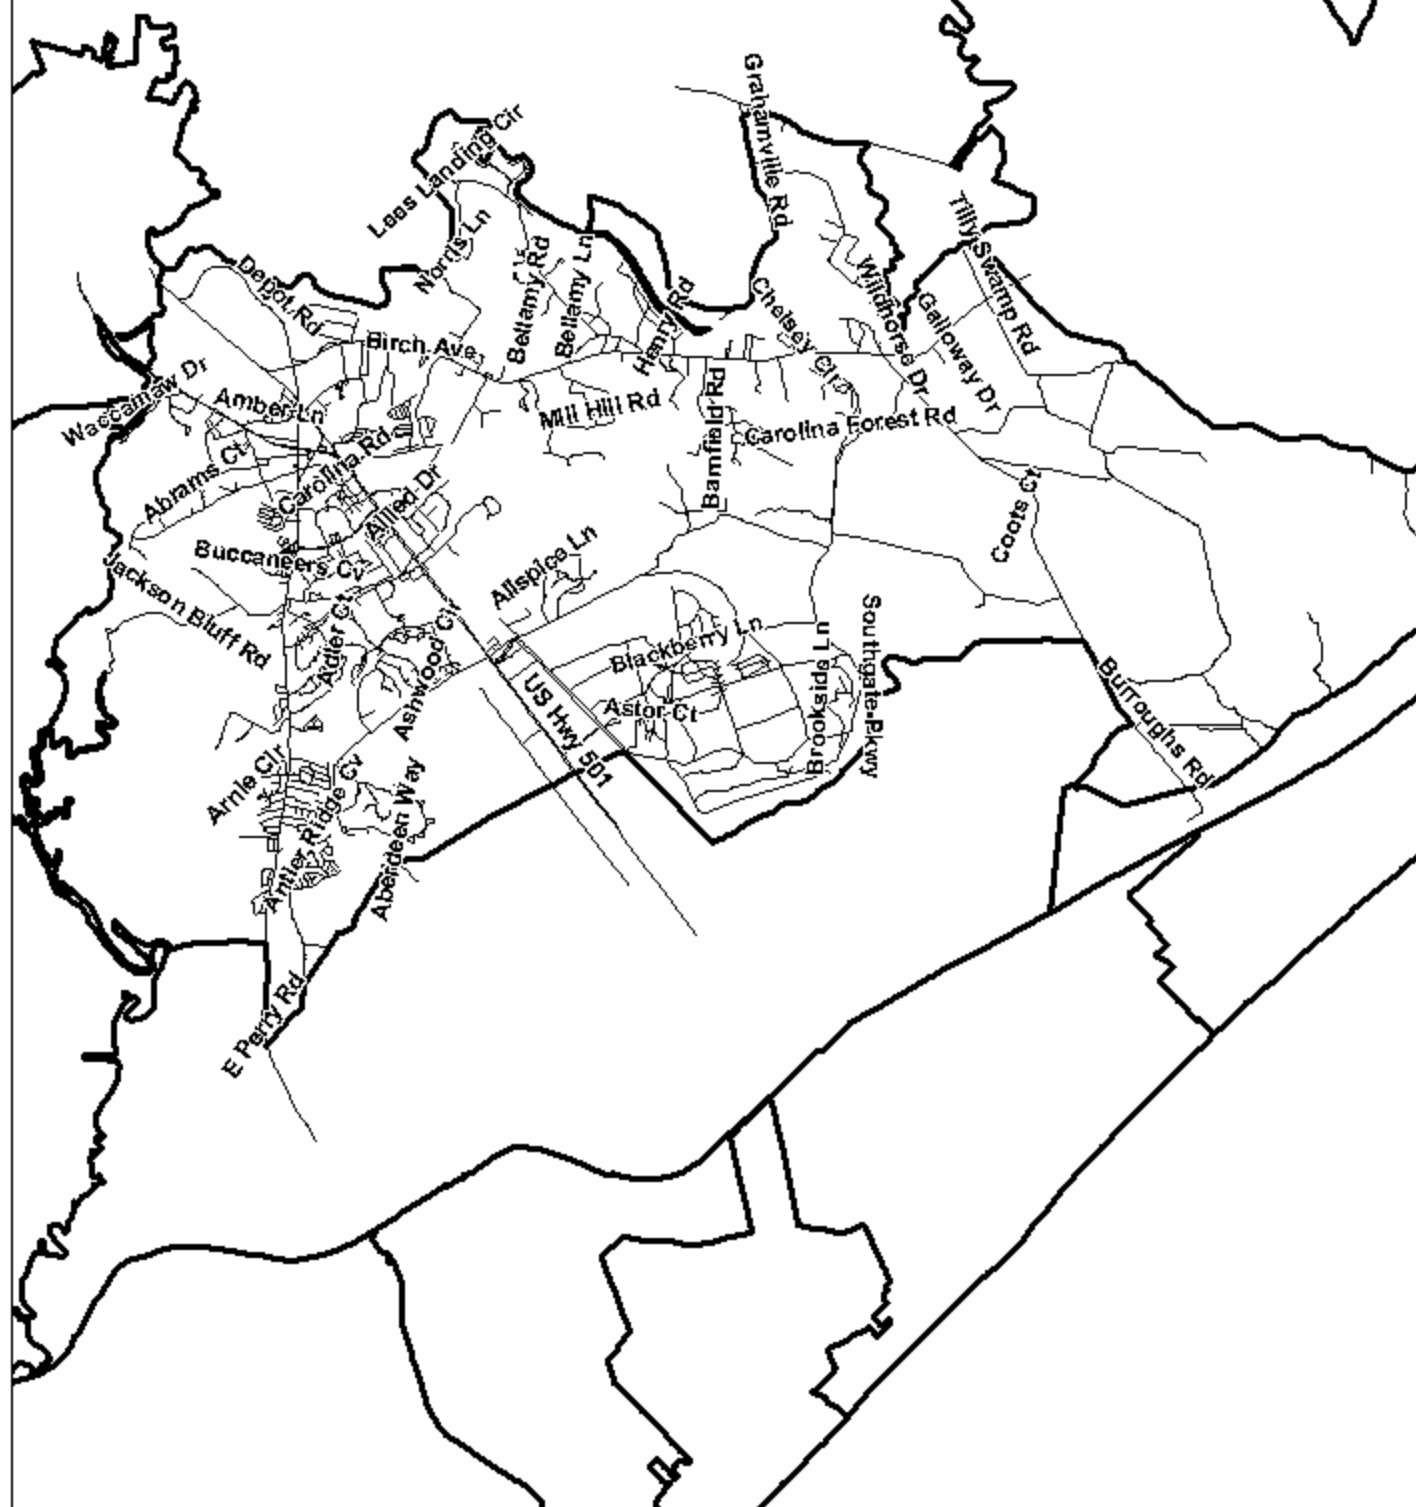 Grahamville Rd
Lees Landing Cir
Tilly Swamp Rd
Norris Ln
Bellamy Rd
Bellamy Ln
Depot Rd
Henry Rd
Chelsey Cir
Wildhorse Dr
Galloway Dr
Birch Ave
Waccamaw Dr
Amber Ln
Mill Hill Rd
Bamfield Rd
Carolina Forest Rd
Abrams Ct
Carolina Rd
Allied Dr
Coots Ct
Buccaneers Cv
Jackson Bluff Rd
Allspice Ln
Adler Ct
Ashwood Cir
Blackberry Ln
Brookside Ln
Southgate Pkwy
US Hwy 501
Astor Ct
Burroughs Rd
Arnie Cir
Antler Ridge Cv
Aberdeen Way
E Perry Rd